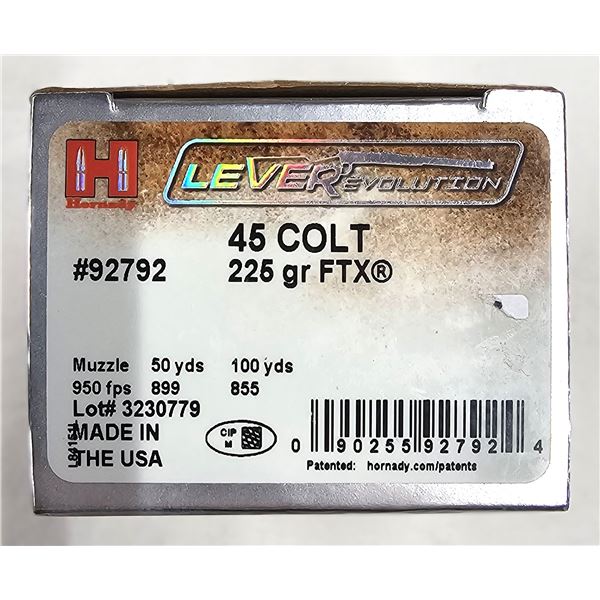 H
Hornady
LEVERevolution
45 COLT
#92792 225 gr FTX®
Muzzle 50 yds 100 yds
950 fps 899 855
Lot# 3230779
MADE IN
THE USA
CIP
M
0 90255 92792 4
Patented: hornady.com/patents